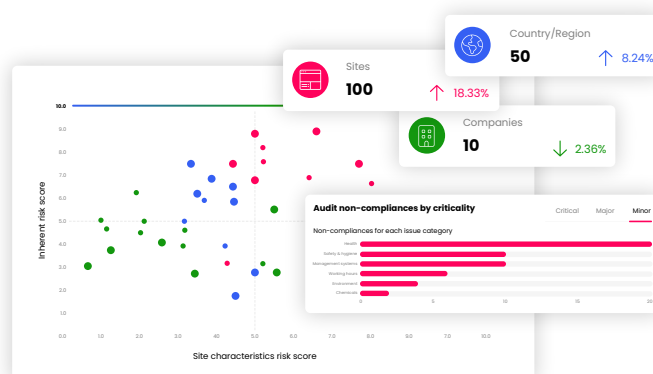 Country/Region
50
8.24%
Sites
100
18.33%
Companies
10
2.36%
10.0
9.0
8.0
7.0
6.0
5.0
4.0
3.0
2.0
1.0
Inherent risk score
0.0 1.0 2.0 3.0 4.0 5.0 6.0 7.0 8.0 7.0 10.0
Site characteristics risk score
Audit non-compliances by criticality
Critical Major Minor
Non-compliances for each issue category
Health
Safety & hygiene
Management systems
Working hours
Environment
Chemicals
0 5 10 15 20